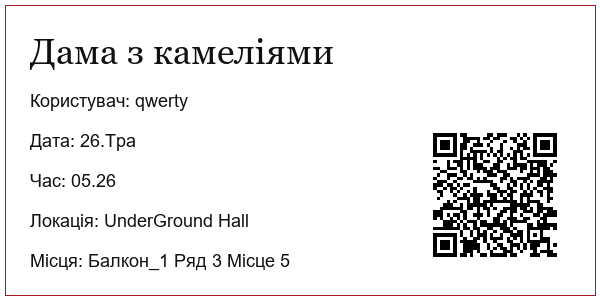 Дама з камеліями
Користувач: qwerty
Дата: 26.Тра
Час: 05.26
Локація: UnderGround Hall
Місця: Балкон_1 Ряд 3 Місце 5